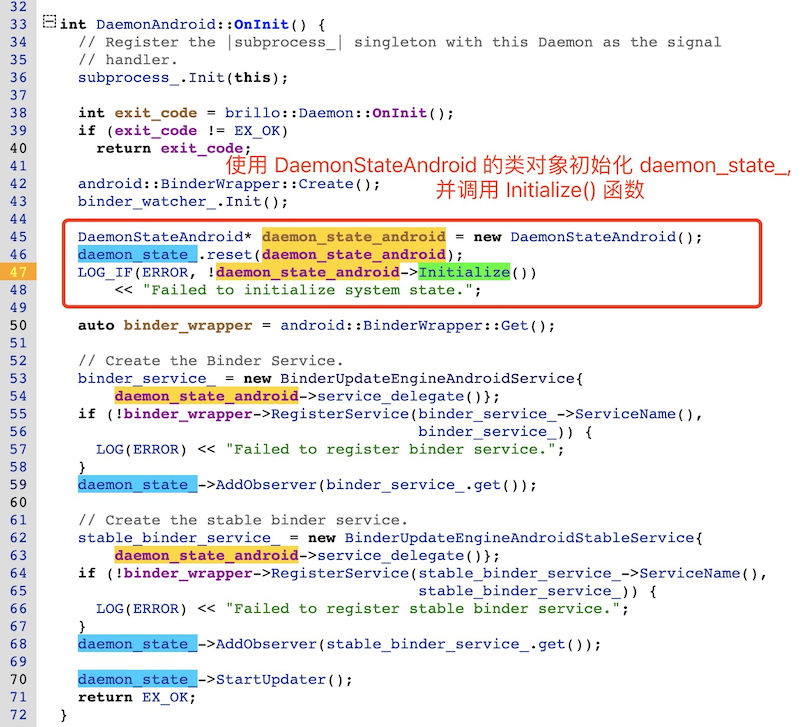 32
33 int DaemonAndroid::OnInit() {
34 // Register the |subprocess_| singleton with this Daemon as the signal
35 // handler.
36 subprocess_.Init(this);
37
38 int exit_code = brillo::Daemon::OnInit();
39 if (exit_code != EX_OK)
40 return exit_code;
41
使用 DaemonStateAndroid 的类对象初始化 daemon_state_,
并调用 Initialize() 函数
42 android::BinderWrapper::Create();
43 binder_watcher_.Init();
44
45 DaemonStateAndroid* daemon_state_android = new DaemonStateAndroid();
46 daemon_state_.reset(daemon_state_android);
47 LOG_IF(ERROR, !daemon_state_android->Initialize())
48 << "Failed to initialize system state.";
49
50 auto binder_wrapper = android::BinderWrapper::Get();
51
52 // Create the Binder Service.
53 binder_service_ = new BinderUpdateEngineAndroidService{
54 daemon_state_android->service_delegate()};
55 if (!binder_wrapper->RegisterService(binder_service_->ServiceName(),
56 binder_service_)) {
57 LOG(ERROR) << "Failed to register binder service.";
58 }
59 daemon_state_->AddObserver(binder_service_.get());
60
61 // Create the stable binder service.
62 stable_binder_service_ = new BinderUpdateEngineAndroidStableService{
63 daemon_state_android->service_delegate()};
64 if (!binder_wrapper->RegisterService(stable_binder_service_->ServiceName(),
65 stable_binder_service_)) {
66 LOG(ERROR) << "Failed to register stable binder service.";
67 }
68 daemon_state_->AddObserver(stable_binder_service_.get());
69
70 daemon_state_->StartUpdater();
71 return EX_OK;
72 }